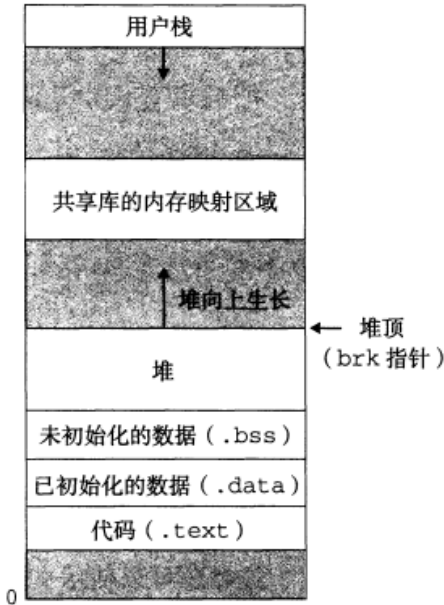 用户栈
共享库的内存映射区域
堆向上生长
堆顶
(brk 指针)
堆
未初始化的数据(.bss)
已初始化的数据(.data)
代码(.text)
0